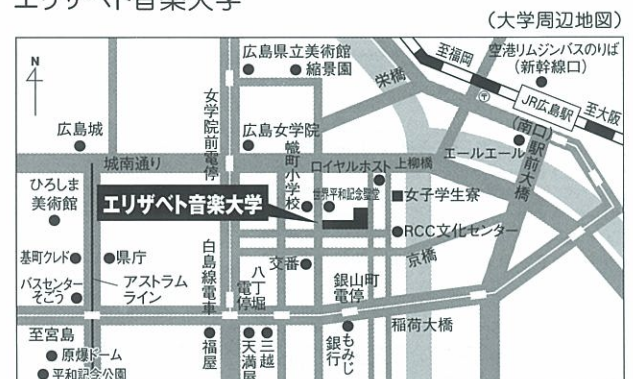 エリザベト音楽大学
（大学周辺地図）
N
広島県立美術館
縮景園
至福岡
空港リムジンバスのりば
（新幹線口）
栄橋
JR広島駅
至大阪
（南口）
駅前大橋
広島城
女学院前電停
広島女学院
城南通り
幟町小学校
ロイヤルホスト
上柳橋
エールエール
ひろしま
美術館
エリザベト音楽大学
世界平和記念聖堂
女子学生寮
RCC文化センター
基町クレド
県庁
バスセンター
そごう
アストラム
ライン
白島線電車
交番
京橋
八丁堀
電停
銀山町
電停
稲荷大橋
至宮島
原爆ドーム
平和記念公園
福屋
天満屋
三越
もみじ
銀行